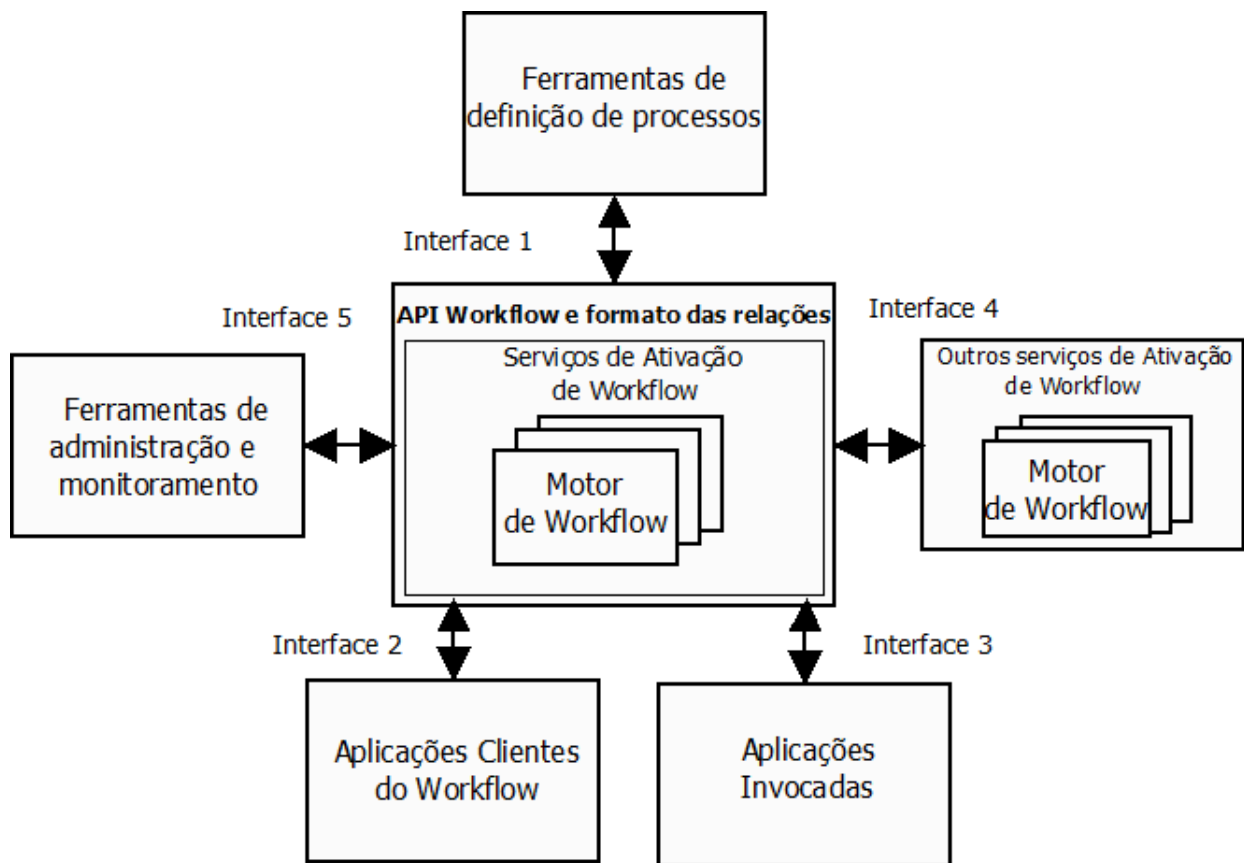 Ferramentas de
definição de processos
Interface 1
Interface 5
API Workflow e formato das relações
Interface 4
Serviços de Ativação
de Workflow
Outros serviços de Ativação
de Workflow
Ferramentas de
administração e
monitoramento
Motor
de Workflow
Motor
de Workflow
Interface 2
Interface 3
Aplicações Clientes
do Workflow
Aplicações
Invocadas